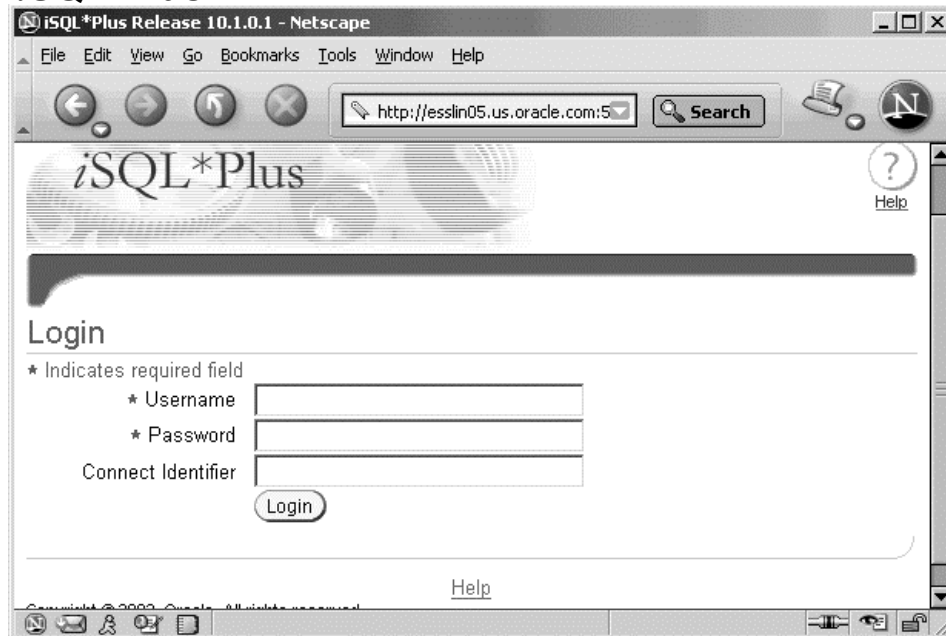 iSQL*Plus Release 10.1.0.1 - Netscape
File Edit View Go Bookmarks Tools Window Help
http://esslin05.us.oracle.com:5
Search
N
iSQL*Plus
?
Help
Login
* Indicates required field
* Username
* Password
Connect Identifier
Login
Help